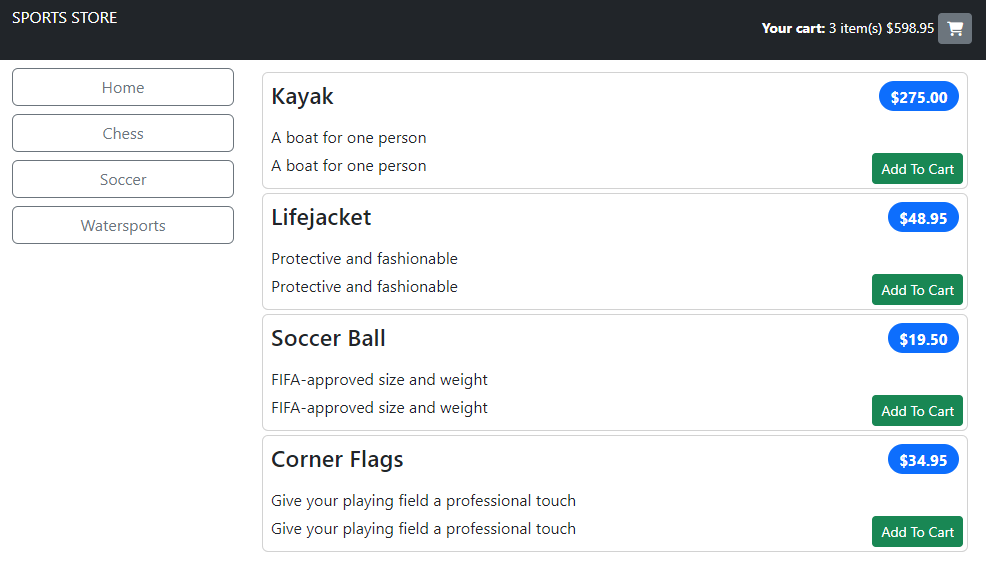 SPORTS STORE
Your cart: 3 item(s) $598.95
Home
Chess
Soccer
Watersports
Kayak
$275.00
A boat for one person
A boat for one person
Add To Cart
Lifejacket
$48.95
Protective and fashionable
Protective and fashionable
Add To Cart
Soccer Ball
$19.50
FIFA-approved size and weight
FIFA-approved size and weight
Add To Cart
Corner Flags
$34.95
Give your playing field a professional touch
Give your playing field a professional touch
Add To Cart